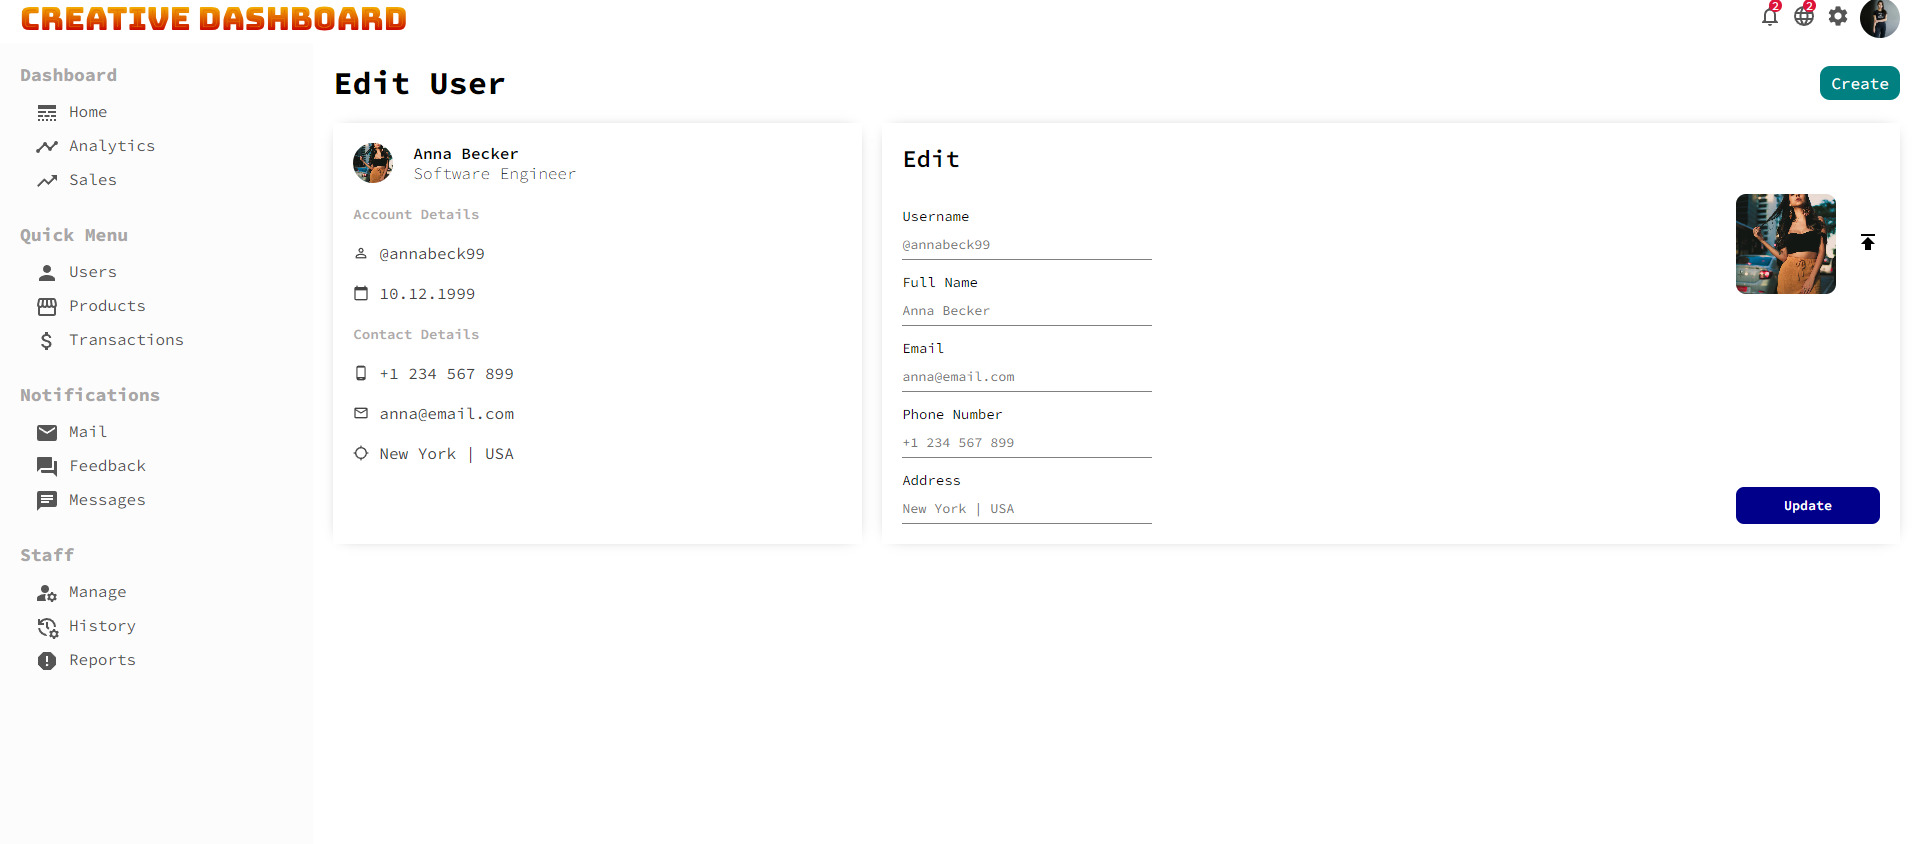 CREATIVE DASHBOARD
2
2
Dashboard
Home
Analytics
Sales
Quick Menu
Users
Products
Transactions
Notifications
Mail
Feedback
Messages
Staff
Manage
History
Reports
Edit User
Create
Anna Becker
Software Engineer
Account Details
@annabeck99
10.12.1999
Contact Details
+1 234 567 899
anna@email.com
New York | USA
Edit
Username
@annabeck99
Full Name
Anna Becker
Email
anna@email.com
Phone Number
+1 234 567 899
Address
New York | USA
Update